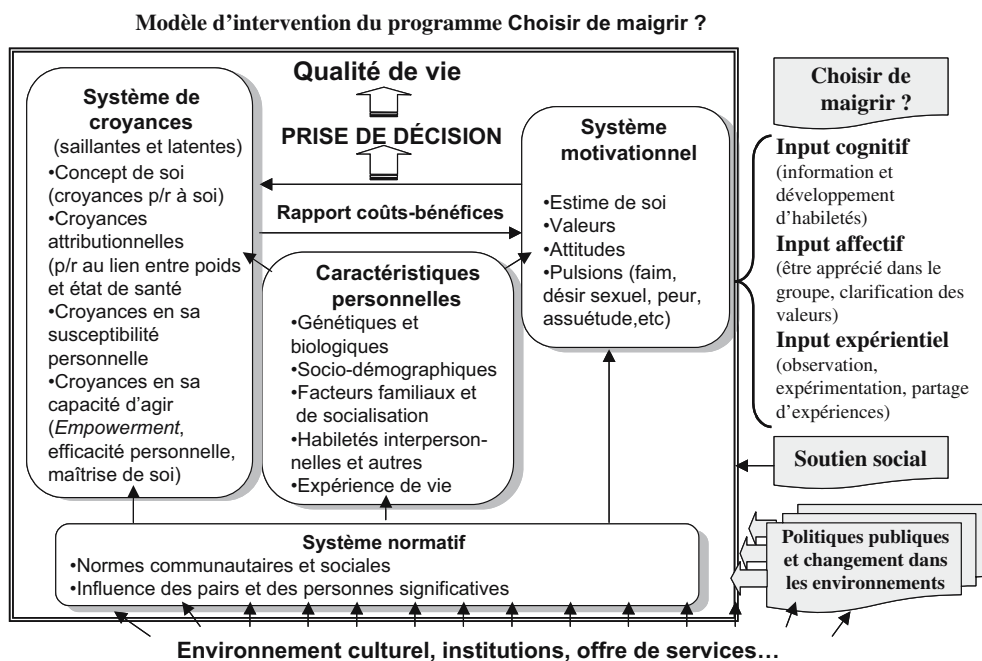 Modèle d'intervention du programme Choisir de maigrir ?
Qualité de vie
PRISE DE DÉCISION
Système de
croyances
(saillantes et latentes)
•Concept de soi
(croyances p/r à soi)
•Croyances
attributionnelles
(p/r au lien entre poids
et état de santé
•Croyances en sa
susceptibilité
personnelle
•Croyances en sa
capacité d'agir
(Empowerment,
efficacité personnelle,
maîtrise de soi)
Rapport coûts-bénéfices
Caractéristiques
personnelles
•Génétiques et
biologiques
•Socio-démographiques
•Facteurs familiaux et
de socialisation
•Habiletés interperson-
nelles et autres
•Expérience de vie
Système
motivationnel
•Estime de soi
•Valeurs
•Attitudes
•Pulsions (faim,
désir sexuel, peur,
assuétude,etc)
Système normatif
•Normes communautaires et sociales
•Influence des pairs et des personnes significatives
Choisir de
maigrir ?
Input cognitif
(information et
développement
d'habiletés)
Input affectif
(être apprécié dans le
groupe, clarification des
valeurs)
Input expérientiel
(observation,
expérimentation, partage
d'expériences)
Soutien social
Politiques publiques
et changement dans
les environnements
Environnement culturel, institutions, offre de services…